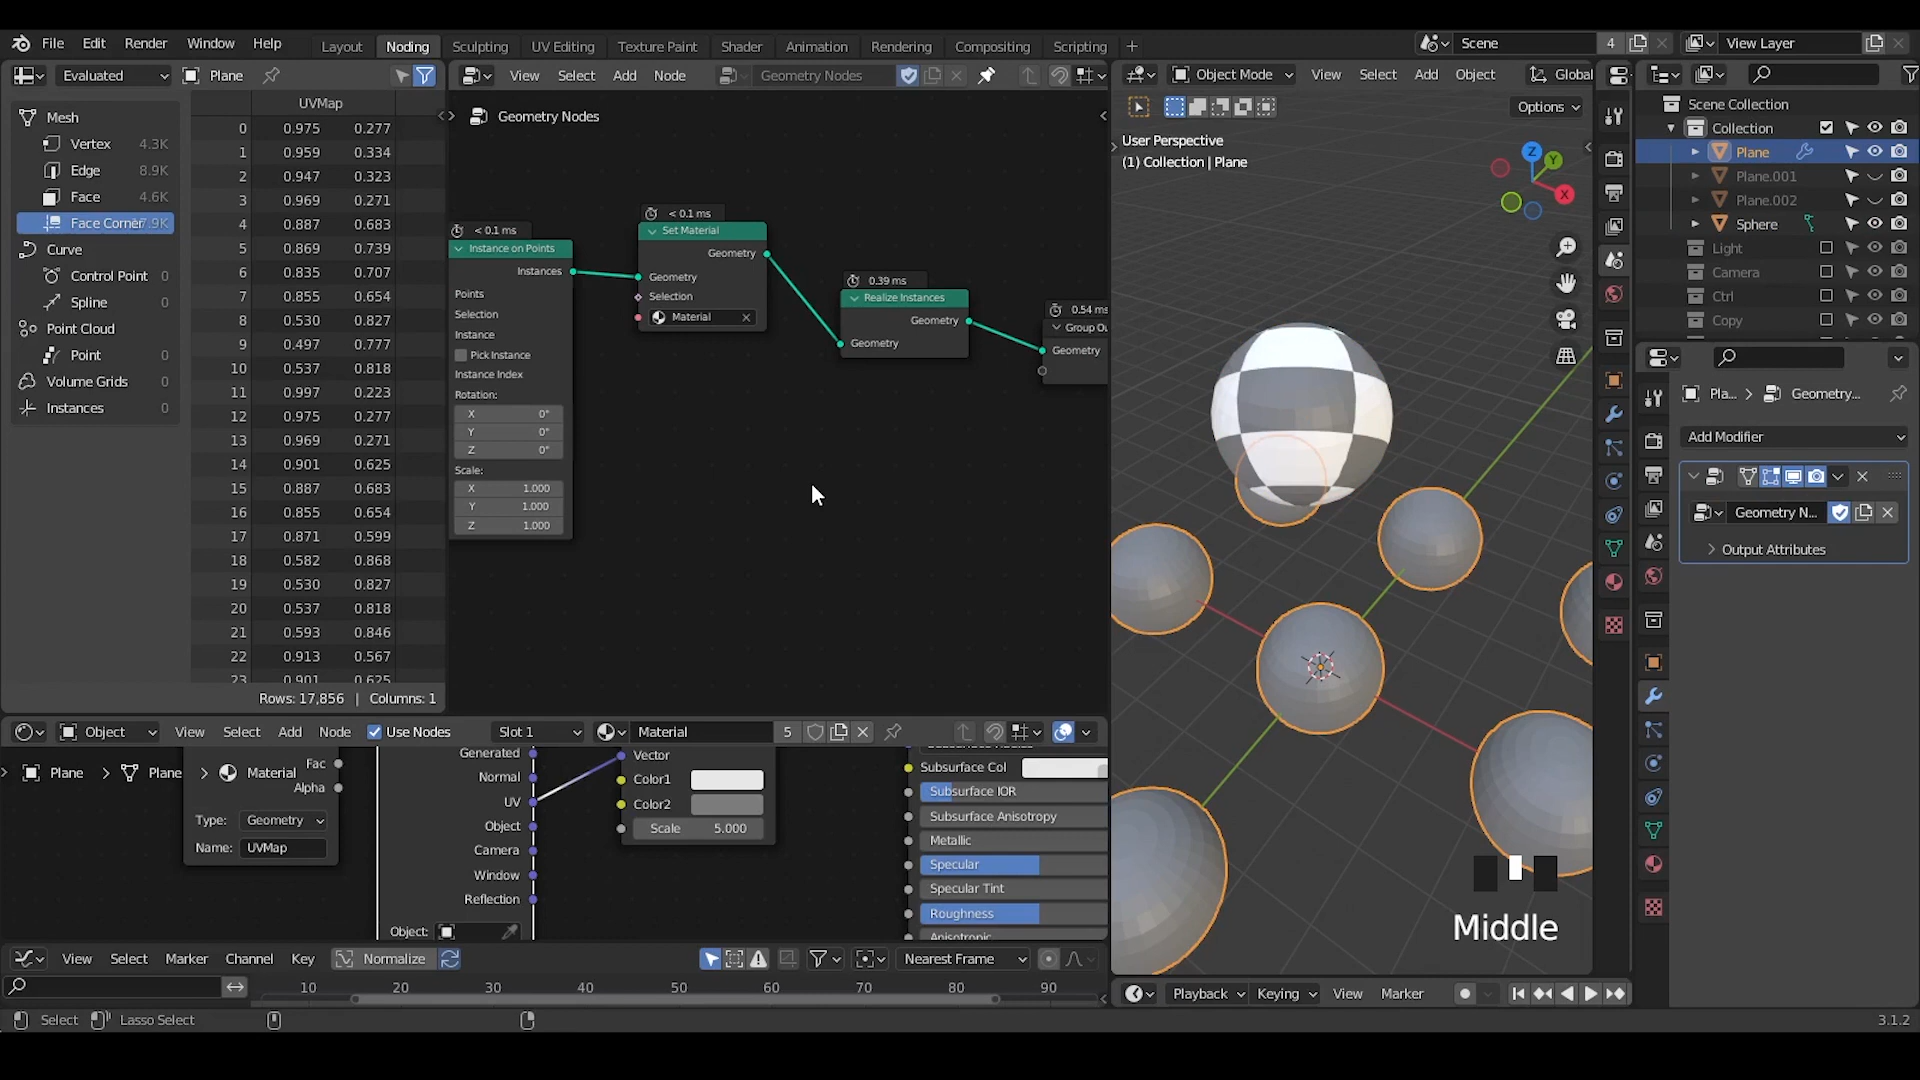 File Edit Render Window Help Layout Noding Sculpting UV Editing Texture Paint Shader Animation Rendering Compositing Scripting + Scene 4 View Layer
Evaluated Plane
View Select Add Node Geometry Nodes
Object Mode View Select Add Object Global
Options
UVMap
Mesh
Vertex 4.3K
Edge 8.9K
Face 4.6K
Face Corner 7.9K
Curve
Control Point 0
Spline 0
Point Cloud
Point 0
Volume Grids 0
Instances 0
0 0.975 0.277
1 0.959 0.334
2 0.947 0.323
3 0.969 0.271
4 0.887 0.683
5 0.869 0.739
6 0.835 0.707
7 0.855 0.654
8 0.530 0.827
9 0.497 0.777
10 0.537 0.818
11 0.997 0.223
12 0.975 0.277
13 0.969 0.271
14 0.901 0.625
15 0.887 0.683
16 0.855 0.654
17 0.871 0.599
18 0.582 0.868
19 0.530 0.827
20 0.537 0.818
21 0.593 0.846
22 0.913 0.567
23 0.901 0.625
Rows: 17,856 | Columns: 1
Geometry Nodes
< 0.1 ms
Instance on Points
Instances
Points
Selection
Instance
Pick Instance
Instance Index
Rotation:
X 0°
Y 0°
Z 0°
Scale:
X 1.000
Y 1.000
Z 1.000
< 0.1 ms
Set Material
Geometry
Geometry
Selection
Material
0.39 ms
Realize Instances
Geometry
Geometry
0.54 ms
Group Ou
Geometry
User Perspective
(1) Collection | Plane
Z
Y
X
Middle
Scene Collection
Collection
Plane
Plane.001
Plane.002
Sphere
Light
Camera
Ctrl
Copy
Pla... > Geometry...
Add Modifier
Geometry N...
Output Attributes
Object View Select Add Node Use Nodes Slot 1 Material 5
Plane > Plane > Material
Fac
Alpha
Type: Geometry
Name: UVMap
Generated
Normal
UV
Object
Camera
Window
Reflection
Object:
Vector
Color1
Color2
Scale 5.000
Subsurface Col
Subsurface IOR
Subsurface Anisotropy
Metallic
Specular
Specular Tint
Roughness
Anisotropic
View Select Marker Channel Key Normalize Nearest Frame
10 20 30 40 50 60 70 80 90
Playback Keying View Marker
Select Lasso Select
3.1.2